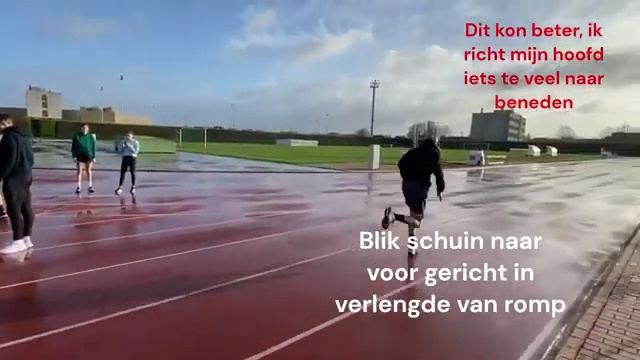 Dit kon beter, ik
richt mijn hoofd
iets te veel naar
beneden
Blik schuin naar
voor gericht in
verlengde van romp